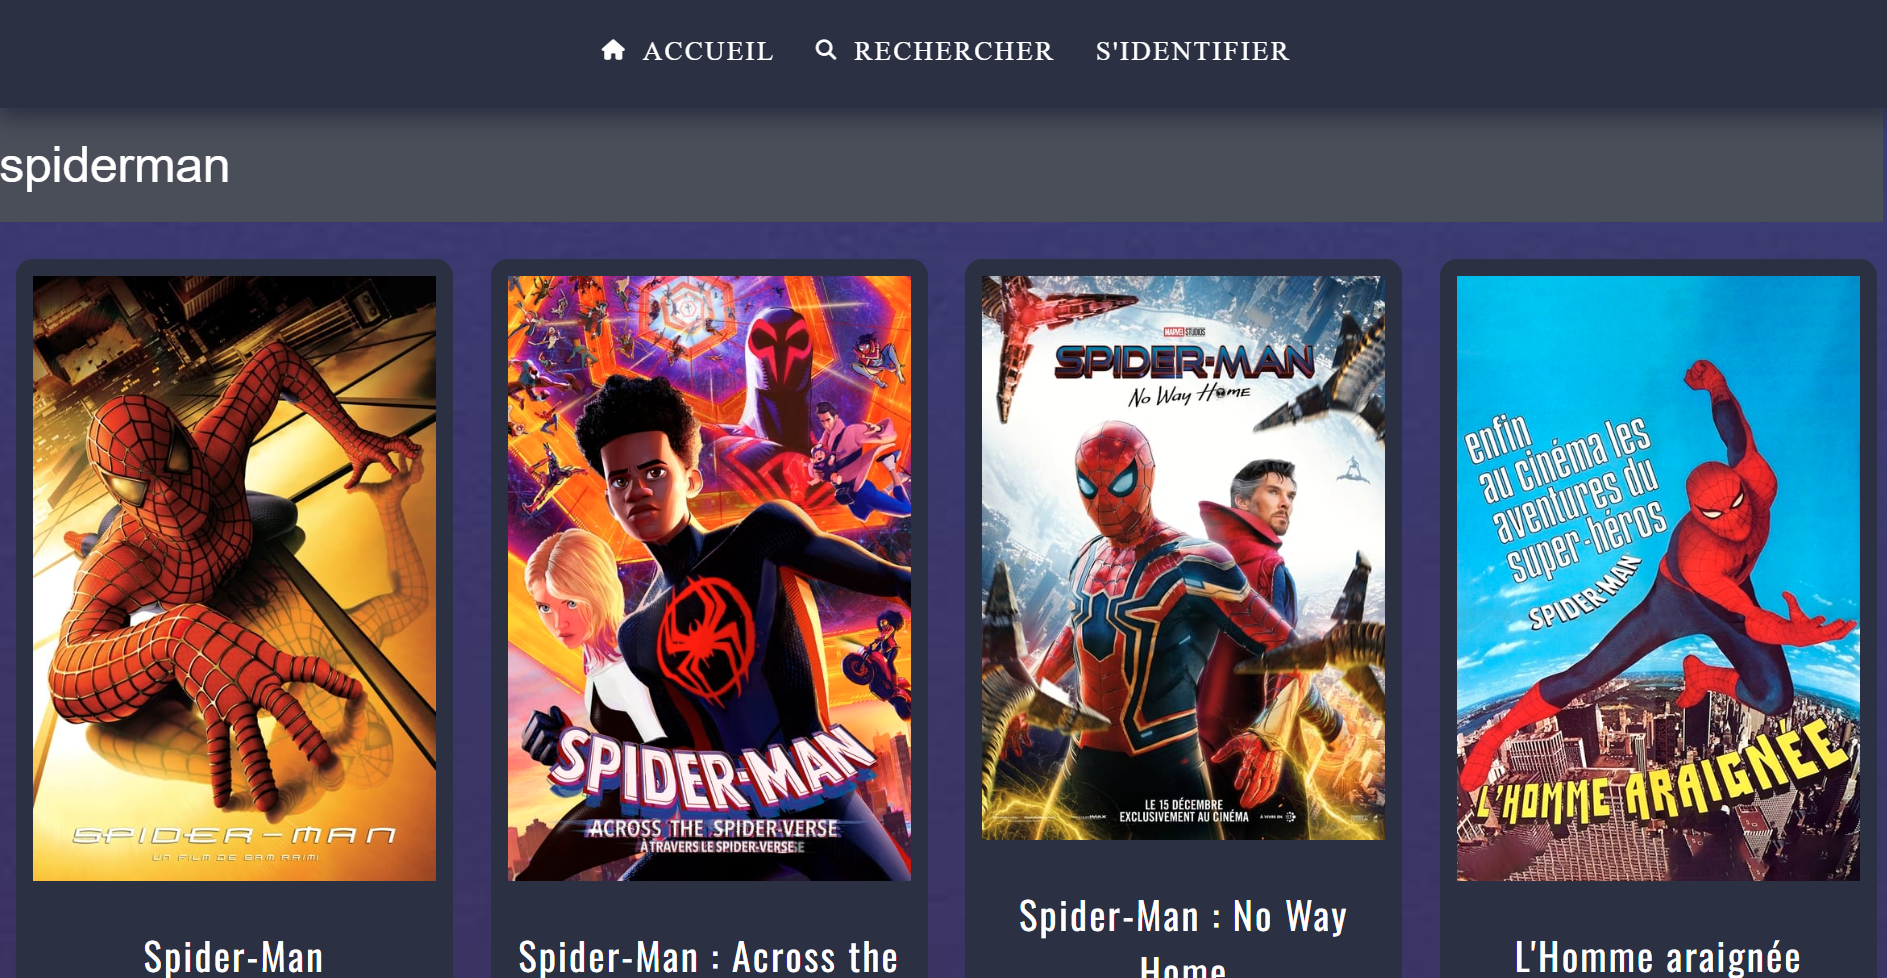 ACCUEIL
RECHERCHER
S'IDENTIFIER
spiderman
SPIDER-MAN
UN FILM DE SAM RAIMI
Spider-Man
SPIDER-MAN
ACROSS THE SPIDER-VERSE
À TRAVERS LE SPIDER-VERSE
Spider-Man : Across the
MARVEL STUDIOS
SPIDER-MAN
NO WAY HOME
LE 15 DÉCEMBRE
EXCLUSIVEMENT AU CINÉMA
IMAX
À VIVRE EN
Spider-Man : No Way
Home
enfin
au cinéma les
aventures du
super-héros
SPIDER-MAN
L'HOMME ARAIGNÉE
L'Homme araignée